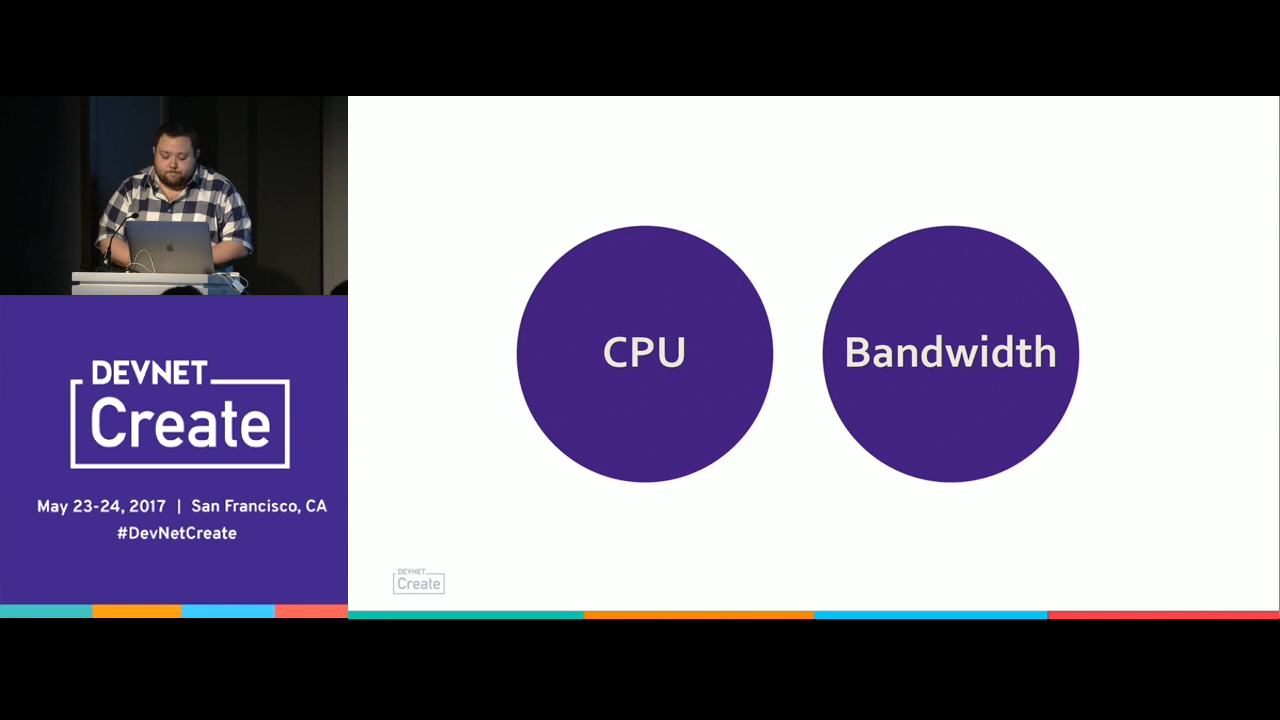 DEVNET
Create
May 23-24, 2017 | San Francisco, CA
#DevNetCreate
CPU
Bandwidth
DEVNET
Create